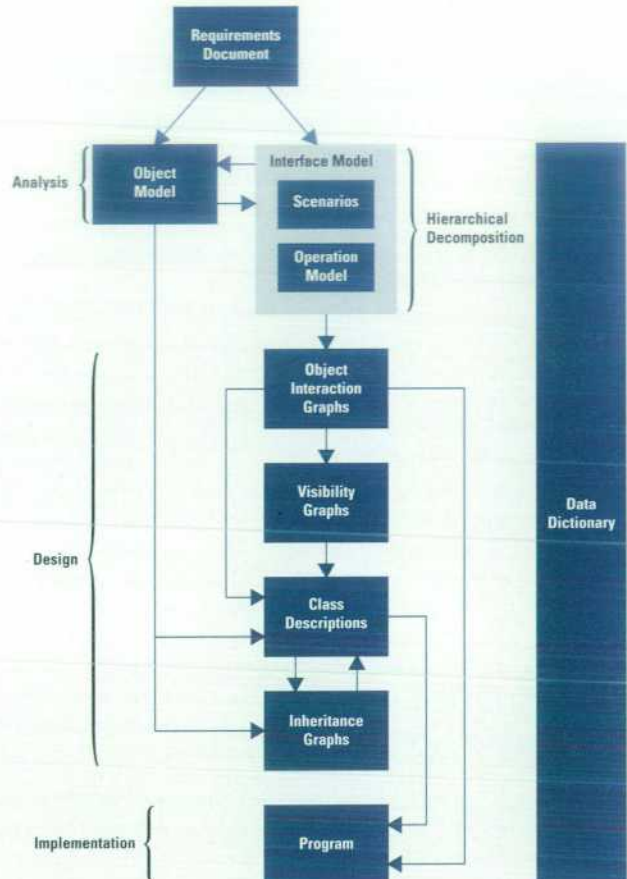 Requirements
Document
Analysis
Object
Model
Interface Model
Scenarios
Operation
Model
Hierarchical
Decomposition
Object
Interaction
Graphs
Visibility
Graphs
Data
Dictionary
Design
Class
Descriptions
Inheritance
Graphs
Implementation
Program